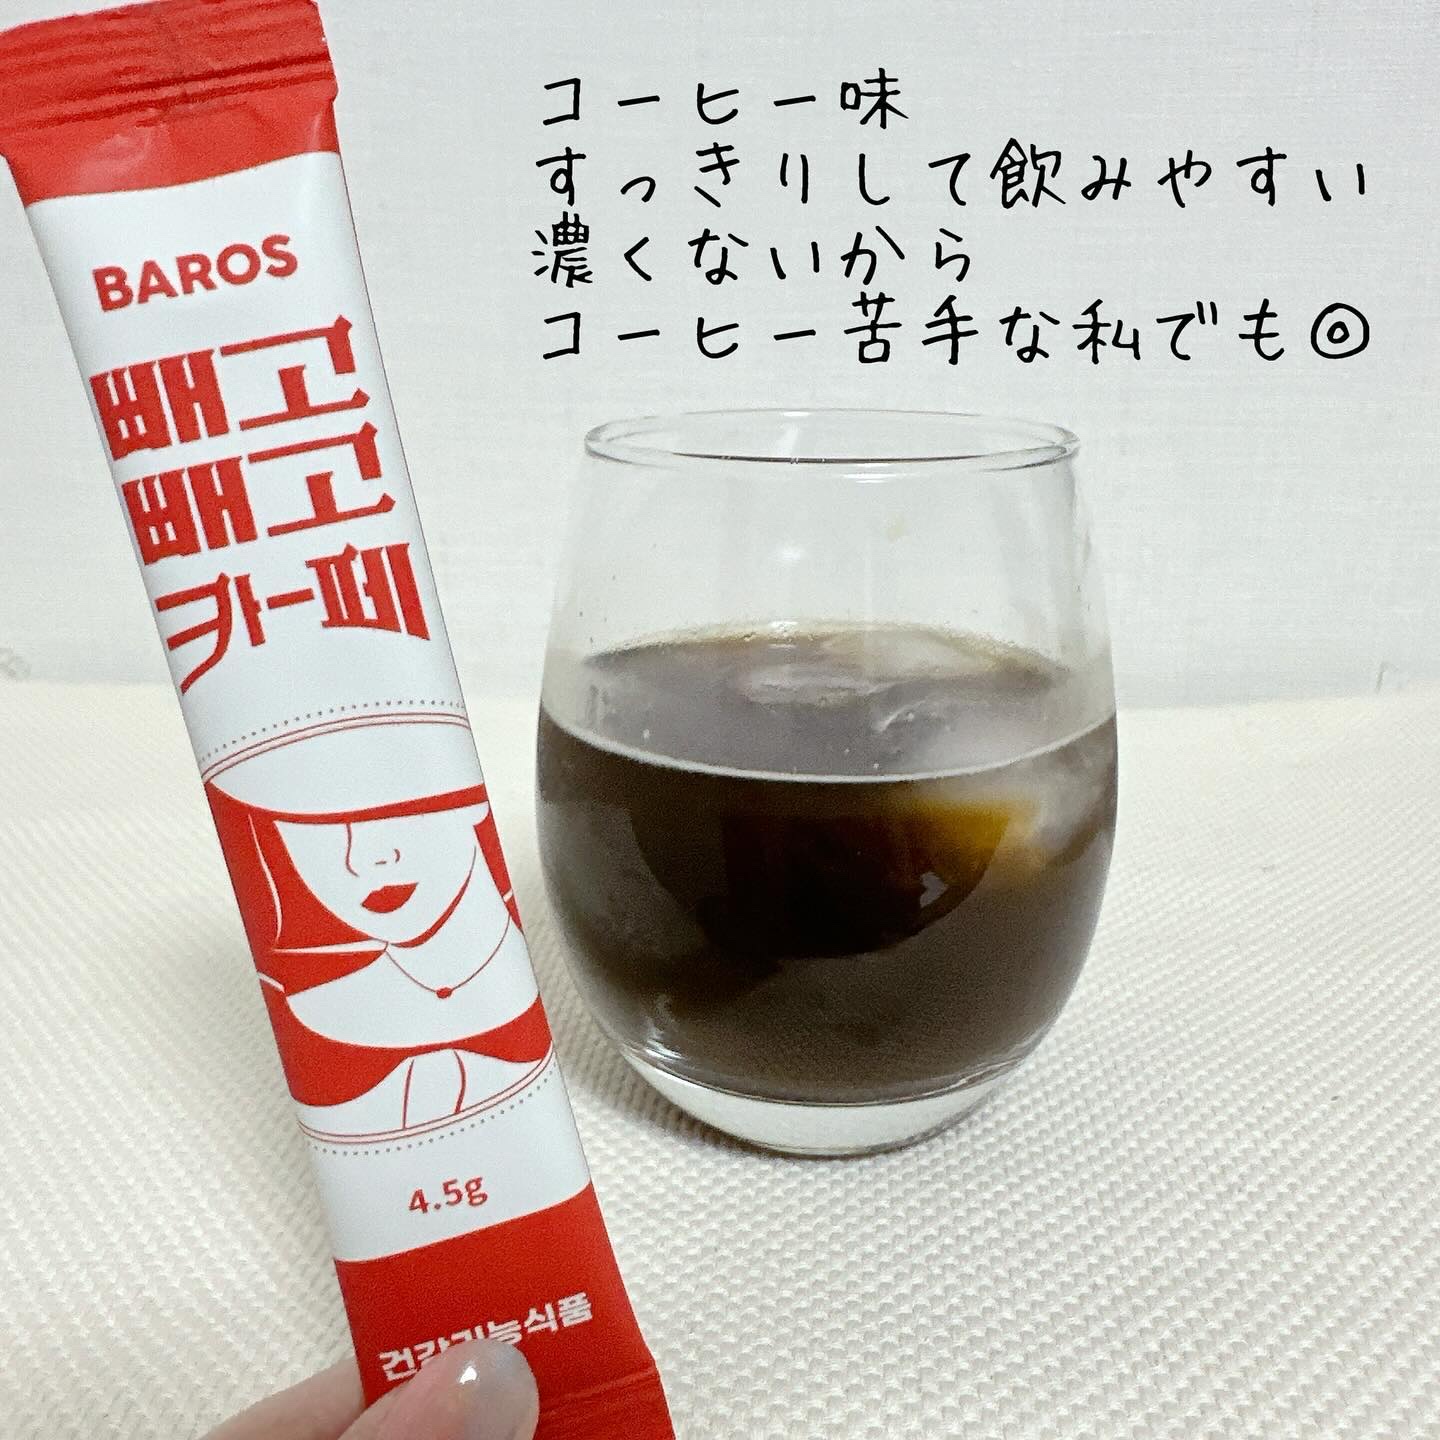 コーヒー味
すっきりして飲みやすい
濃くないから
コーヒー苦手な私でも◎
BAROS
빼고
빼고
카페
4.5g
건강기능식품